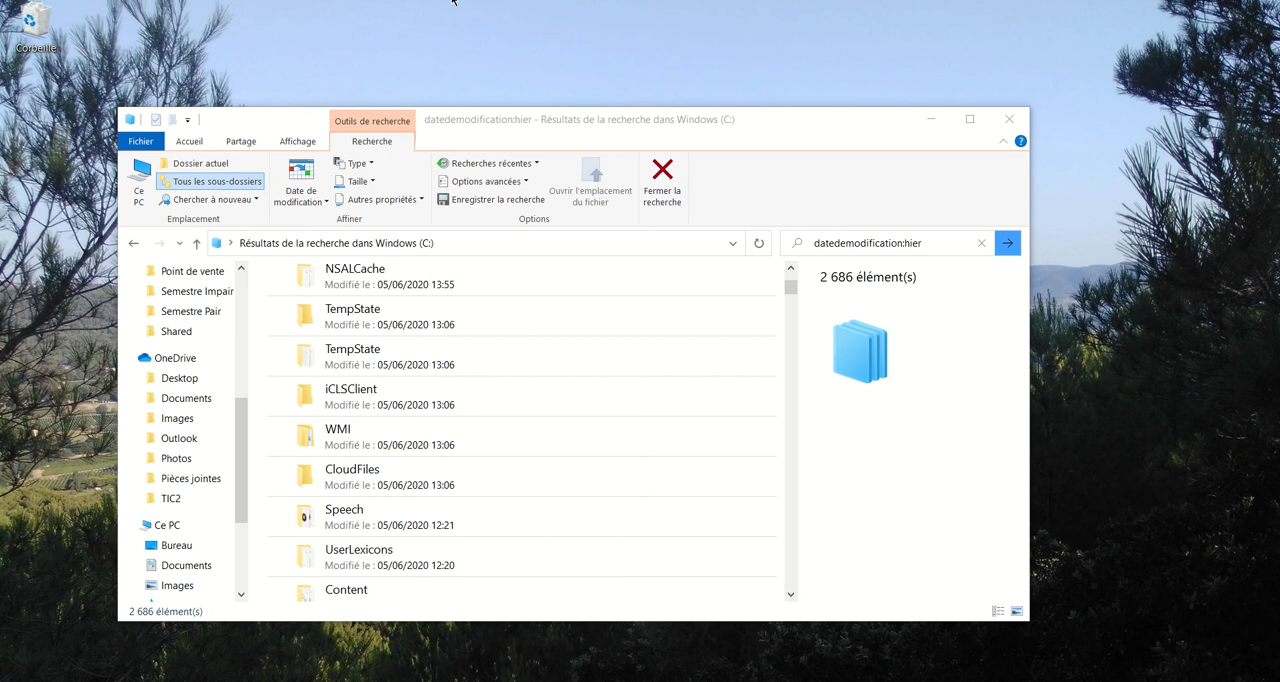 Corbeille
Outils de recherche
datedemodification:hier - Résultats de la recherche dans Windows (C:)
Fichier
Accueil
Partage
Affichage
Recherche
Ce PC
Dossier actuel
Tous les sous-dossiers
Chercher à nouveau
Emplacement
Date de modification
Type
Taille
Autres propriétés
Affiner
Recherches récentes
Options avancées
Enregistrer la recherche
Ouvrir l'emplacement du fichier
Options
Fermer la recherche
Résultats de la recherche dans Windows (C:)
datedemodification:hier
Point de vente
Semestre Impair
Semestre Pair
Shared
OneDrive
Desktop
Documents
Images
Outlook
Photos
Pièces jointes
TIC2
Ce PC
Bureau
Documents
Images
NSALCache
Modifié le : 05/06/2020 13:55
TempState
Modifié le : 05/06/2020 13:06
TempState
Modifié le : 05/06/2020 13:06
iCLSClient
Modifié le : 05/06/2020 13:06
WMI
Modifié le : 05/06/2020 13:06
CloudFiles
Modifié le : 05/06/2020 13:06
Speech
Modifié le : 05/06/2020 12:21
UserLexicons
Modifié le : 05/06/2020 12:20
Content
2 686 élément(s)
2 686 élément(s)